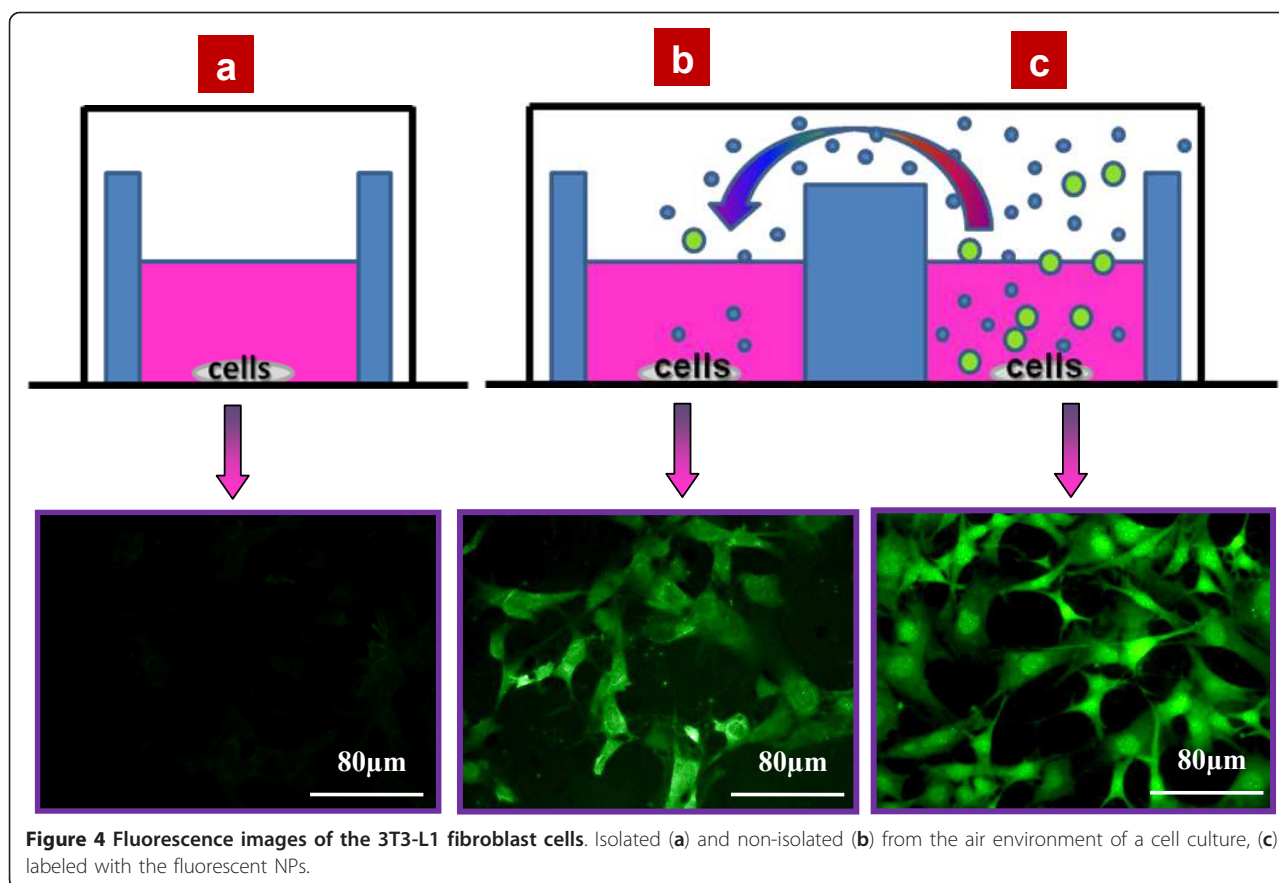 a
b
c
cells
cells
cells
80µm
80µm
80µm
Figure 4 Fluorescence images of the 3T3-L1 fibroblast cells. Isolated (a) and non-isolated (b) from the air environment of a cell culture, (c)
labeled with the fluorescent NPs.